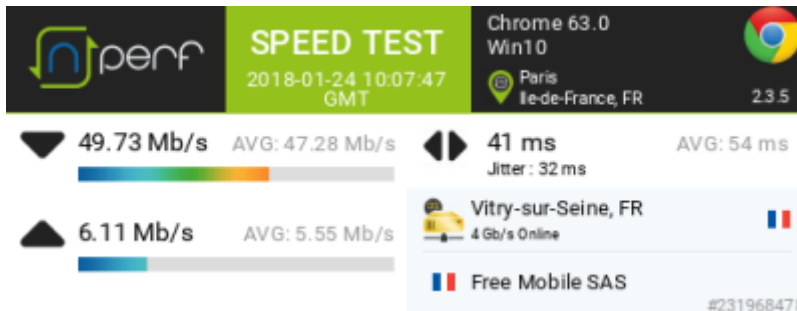 nperf
SPEED TEST
2018-01-24 10:07:47
GMT
Chrome 63.0
Win10
Paris
Ile-de-France, FR
2.3.5
49.73 Mb/s AVG: 47.28 Mb/s
41 ms AVG: 54 ms
Jitter : 32 ms
Vitry-sur-Seine, FR
4 Gb/s Online
6.11 Mb/s AVG: 5.55 Mb/s
Free Mobile SAS